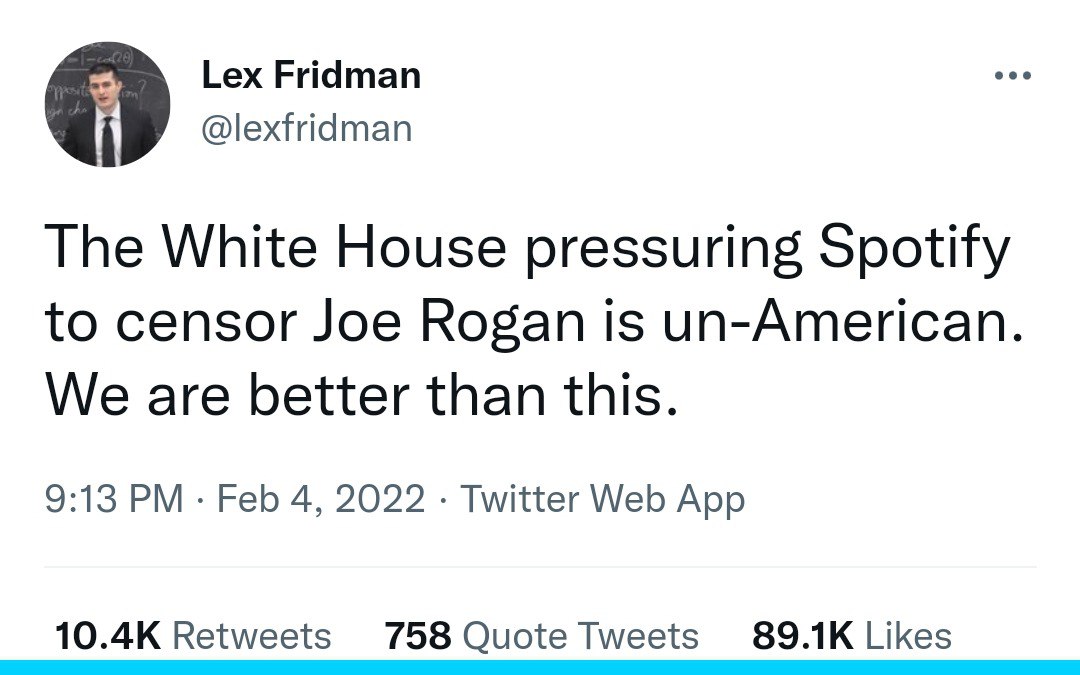 Lex Fridman
@lexfridman
The White House pressuring Spotify
to censor Joe Rogan is un-American.
We are better than this.
9:13 PM · Feb 4, 2022 · Twitter Web App
10.4K Retweets 758 Quote Tweets 89.1K Likes